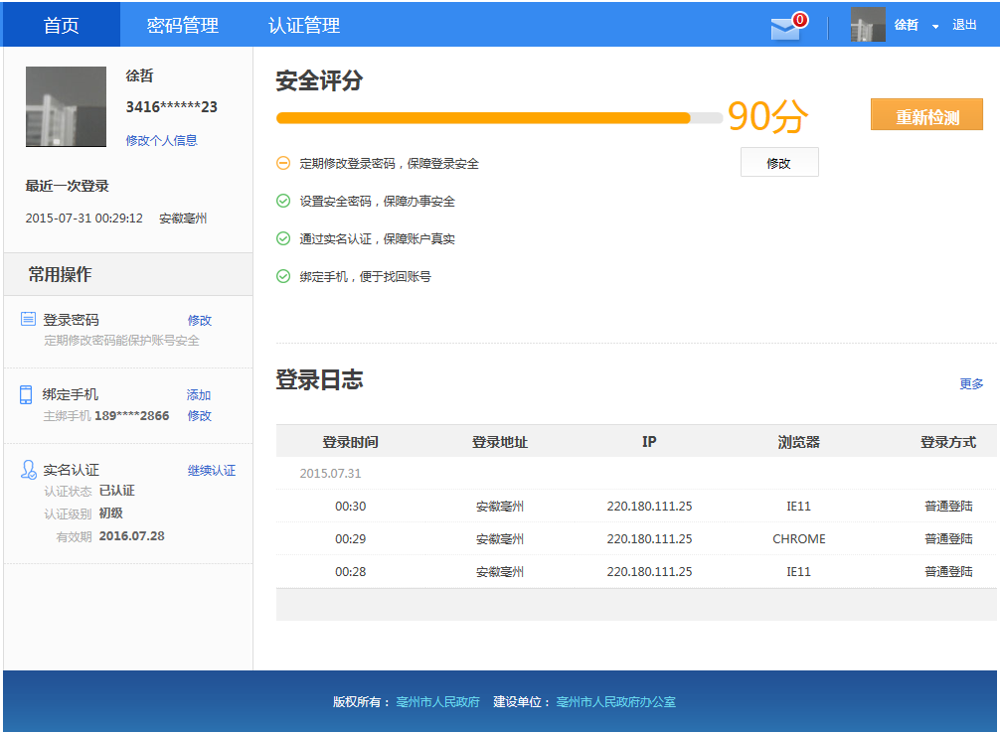 首页 密码管理 认证管理 0 徐哲 退出
徐哲
3416******23
修改个人信息
最近一次登录
2015-07-31 00:29:12 安徽亳州
常用操作
登录密码 修改
定期修改密码能保护账号安全
绑定手机 添加
主绑手机 189****2866 修改
实名认证 继续认证
认证状态 已认证
认证级别 初级
有效期 2016.07.28
安全评分
90分 重新检测
定期修改登录密码，保障登录安全 修改
设置安全密码，保障办事安全
通过实名认证，保障账户真实
绑定手机，便于找回账号
登录日志 更多
登录时间 登录地址 IP 浏览器 登录方式
2015.07.31
00:30 安徽亳州 220.180.111.25 IE11 普通登陆
00:29 安徽亳州 220.180.111.25 CHROME 普通登陆
00:28 安徽亳州 220.180.111.25 IE11 普通登陆
版权所有： 亳州市人民政府 建设单位： 亳州市人民政府办公室